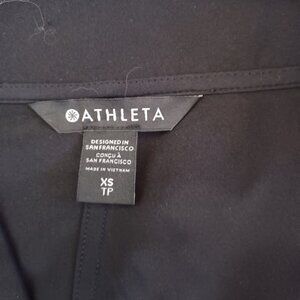 ATHLETA
DESIGNED IN
SAN FRANCISCO
CONÇU À
SAN FRANCISCO
MADE IN VIETNAM
XS
TP